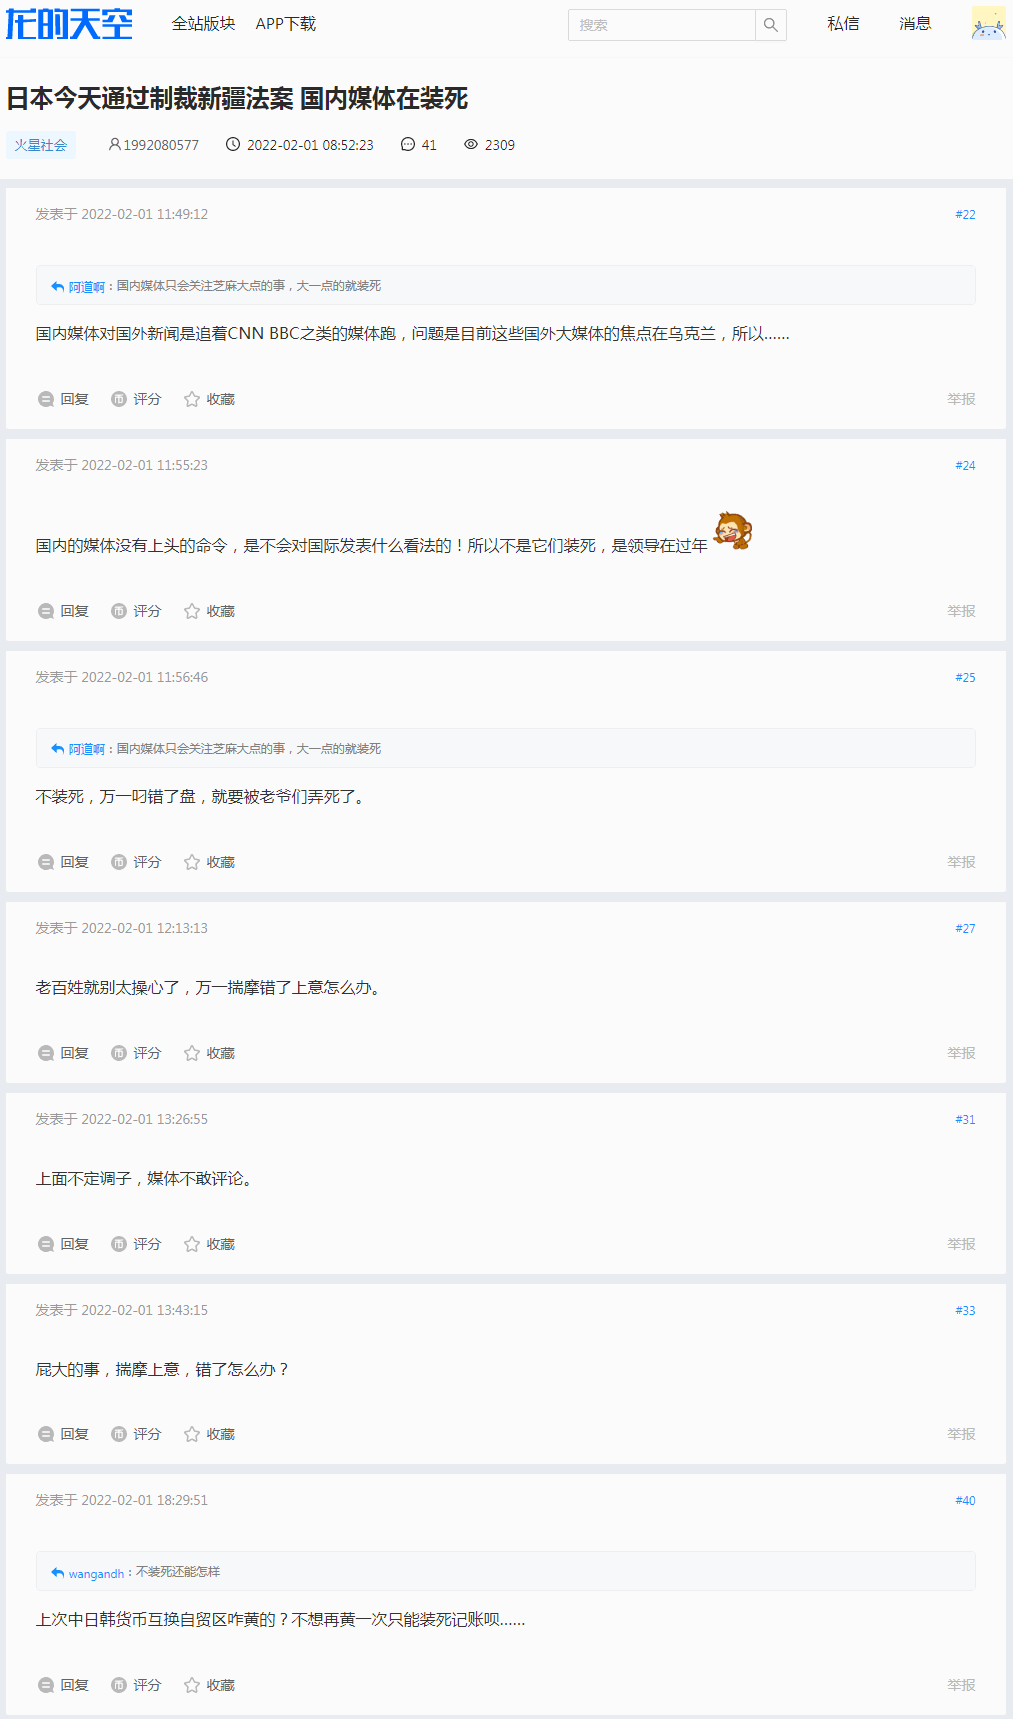 龙的天空 全站版块 APP下载 搜索 私信 消息
日本今天通过制裁新疆法案 国内媒体在装死
火星社会 1992080577 2022-02-01 08:52:23 41 2309
发表于 2022-02-01 11:49:12 #22
阿道啊：国内媒体只会关注芝麻大点的事，大一点的就装死
国内媒体对国外新闻是追着CNN BBC之类的媒体跑，问题是目前这些国外大媒体的焦点在乌克兰，所以......
回复 评分 收藏 举报
发表于 2022-02-01 11:55:23 #24
国内的媒体没有上头的命令，是不会对国际发表什么看法的！所以不是它们装死，是领导在过年
回复 评分 收藏 举报
发表于 2022-02-01 11:56:46 #25
阿道啊：国内媒体只会关注芝麻大点的事，大一点的就装死
不装死，万一叼错了盘，就要被老爷们弄死了。
回复 评分 收藏 举报
发表于 2022-02-01 12:13:13 #27
老百姓就别太操心了，万一揣摩错了上意怎么办。
回复 评分 收藏 举报
发表于 2022-02-01 13:26:55 #31
上面不定调子，媒体不敢评论。
回复 评分 收藏 举报
发表于 2022-02-01 13:43:15 #33
屁大的事，揣摩上意，错了怎么办？
回复 评分 收藏 举报
发表于 2022-02-01 18:29:51 #40
wangandh：不装死还能怎样
上次中日韩货币互换自贸区咋黄的？不想再黄一次只能装死记账呗......
回复 评分 收藏 举报